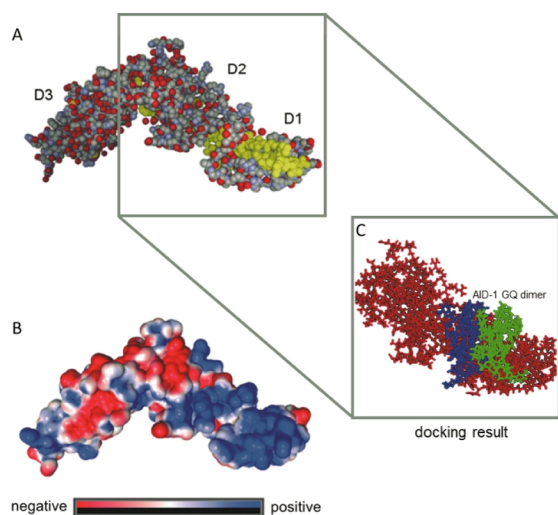 A
D2
D3
D1
C
AID-1 GQ dimer
B
docking result
negative
positive